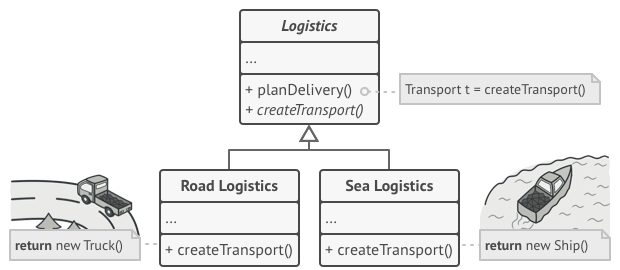 Logistics
...
+ planDelivery()
+ createTransport()
Transport t = createTransport()
Road Logistics
...
+ createTransport()
Sea Logistics
...
+ createTransport()
return new Truck()
return new Ship()